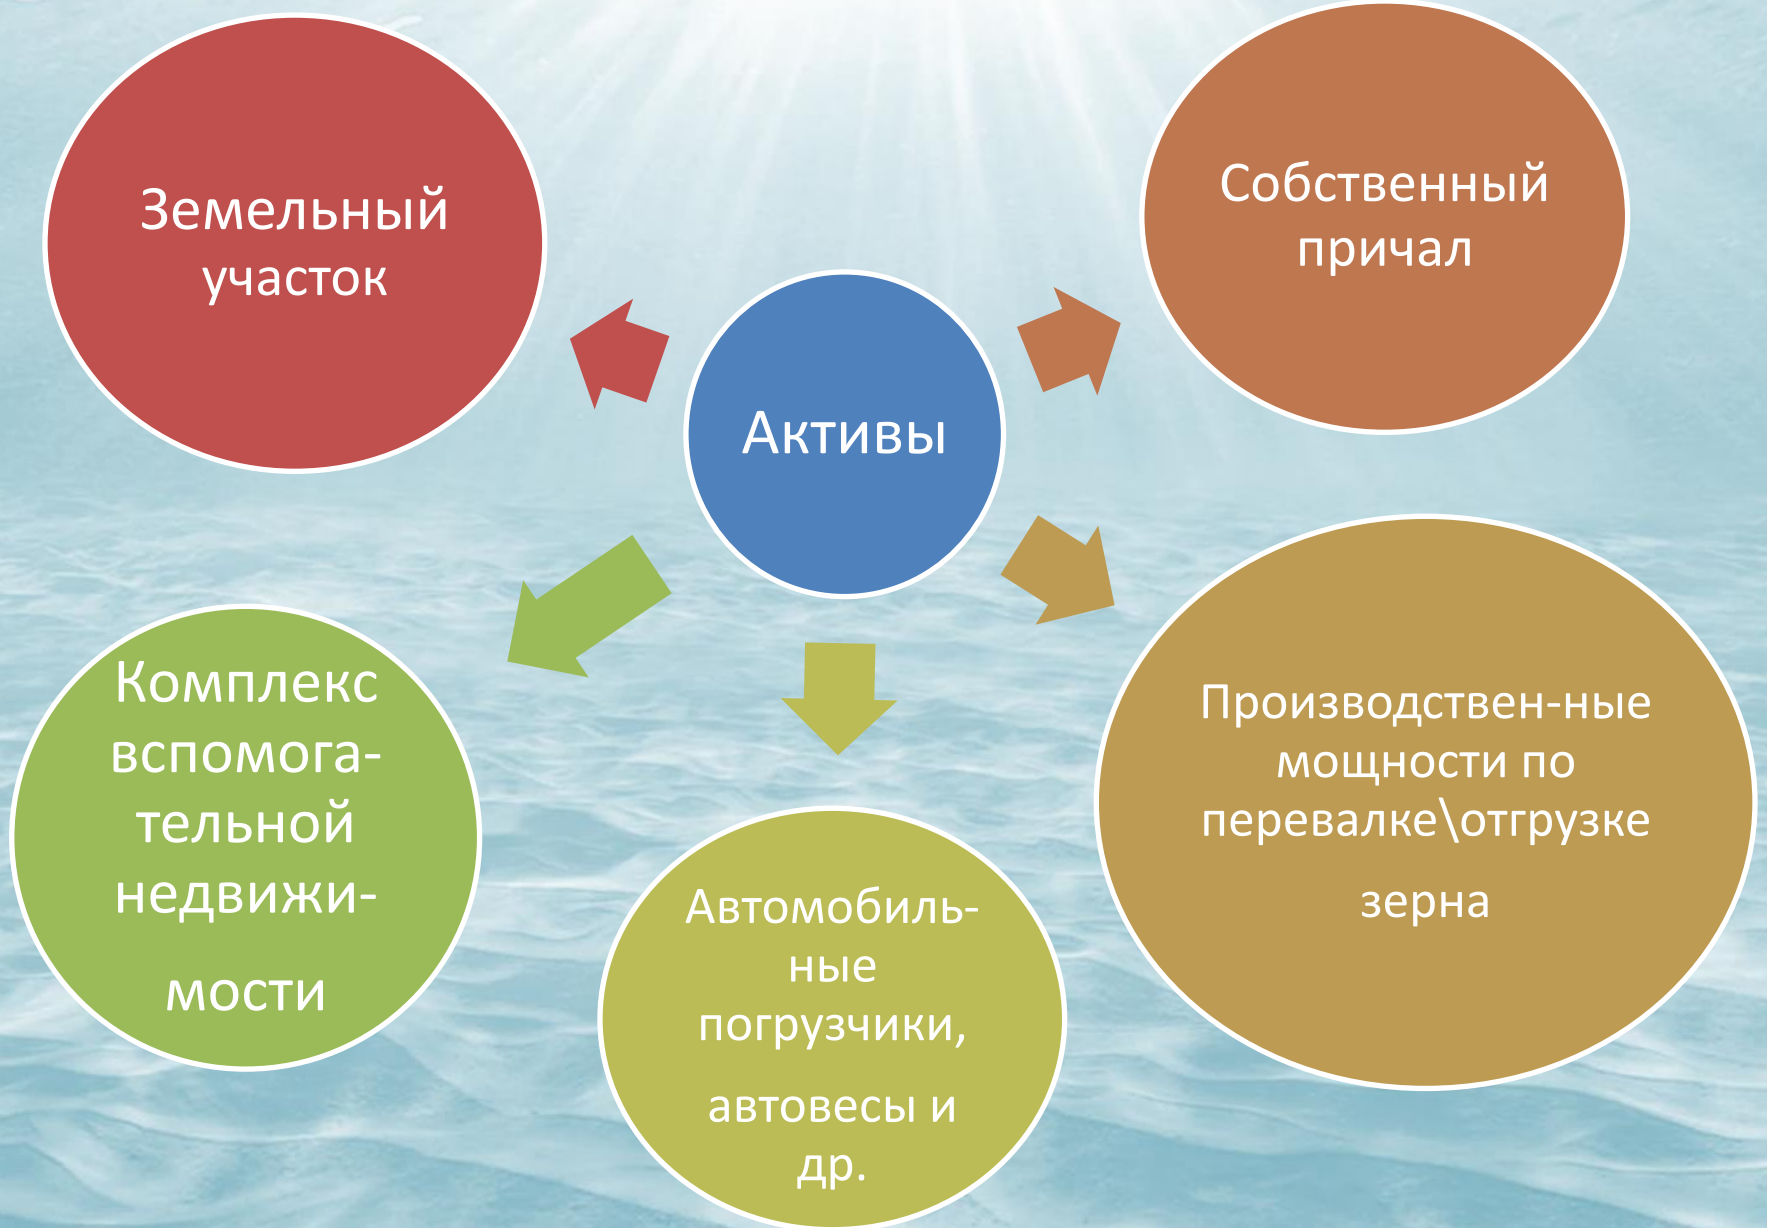 Земельный
участок
Собственный
причал
Активы
Комплекс
вспомога-
тельной
недвижи-
мости
Автомобиль-
ные
погрузчики,
автовесы и
др.
Производствен-ные
мощности по
перевалке\отгрузке
зерна